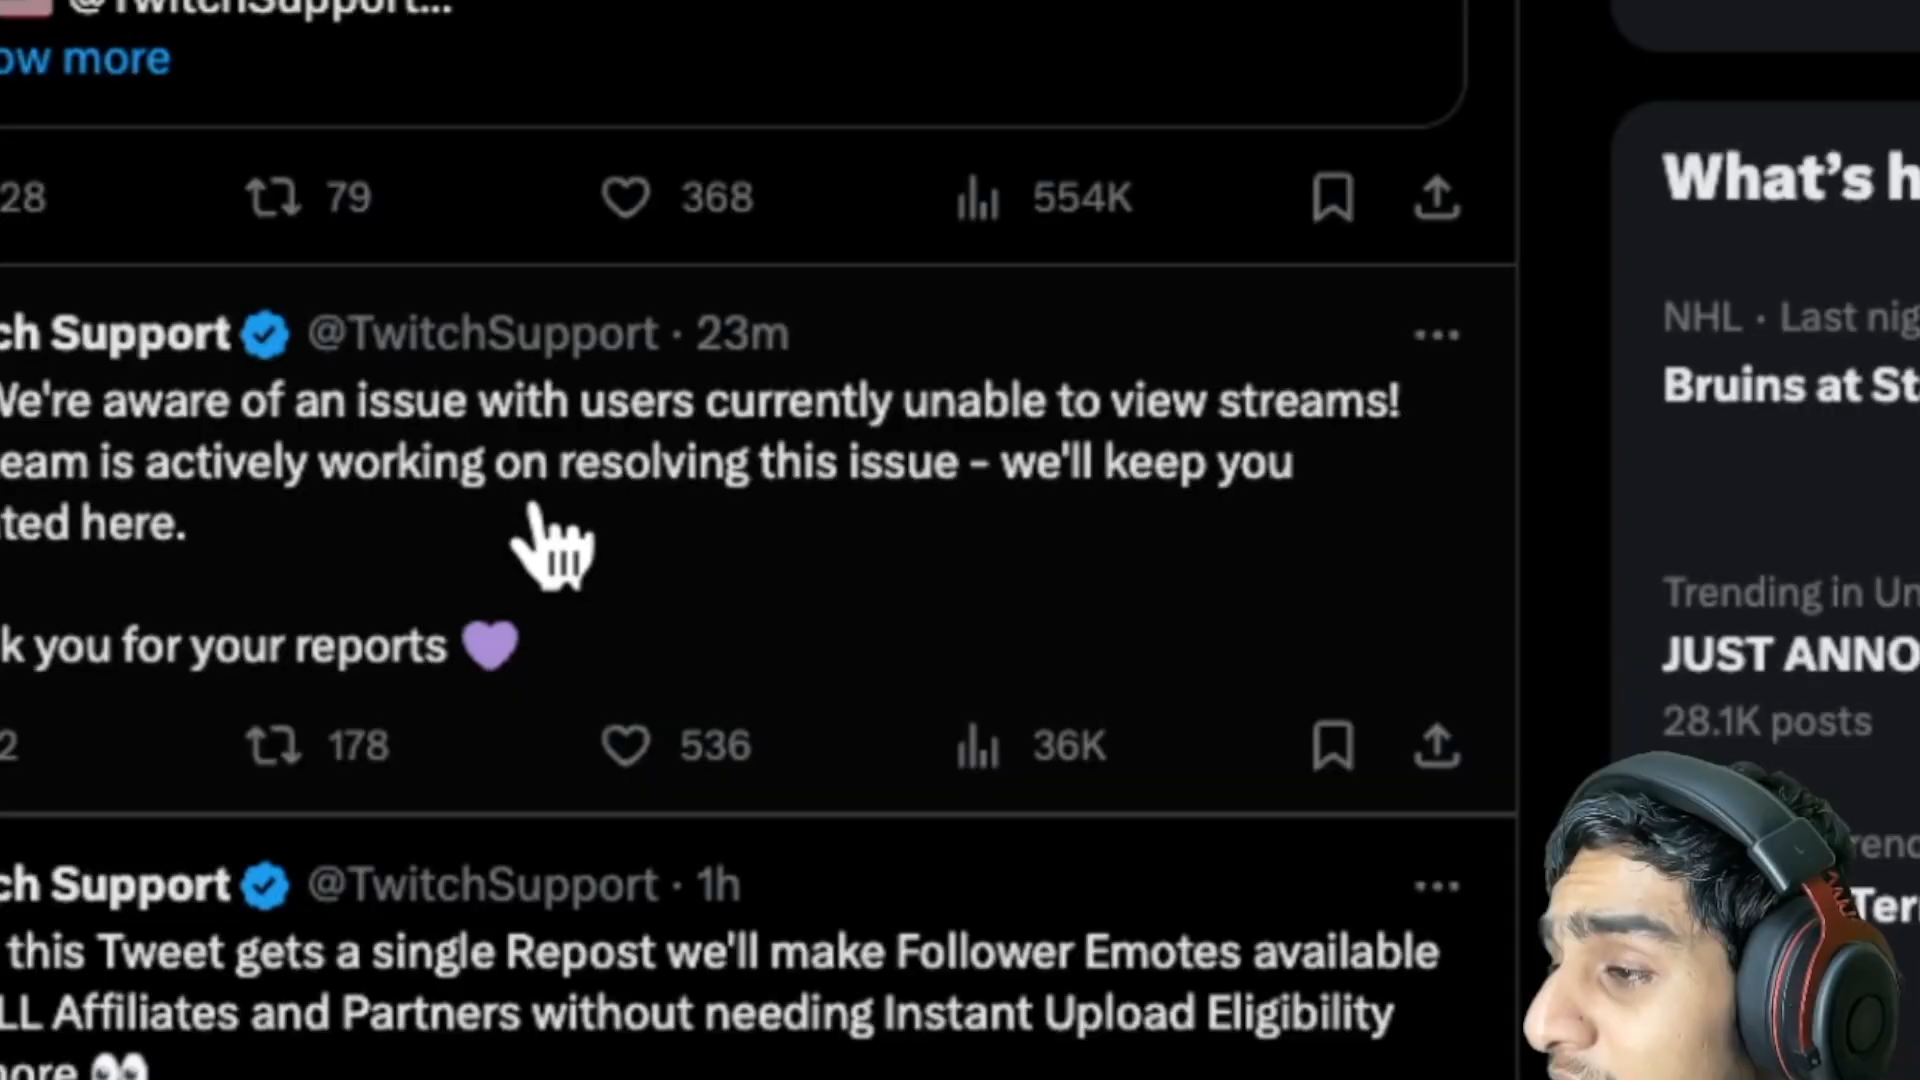 @TwitchSupport...
ow more
28 79 368 554K
What's h
NHL · Last nig
Bruins at St
ch Support @TwitchSupport · 23m
We're aware of an issue with users currently unable to view streams!
eam is actively working on resolving this issue - we'll keep you
ted here.
k you for your reports 💜
2 178 536 36K
Trending in Un
JUST ANNO
28.1K posts
rend
Ter
ch Support @TwitchSupport · 1h
this Tweet gets a single Repost we'll make Follower Emotes available
LL Affiliates and Partners without needing Instant Upload Eligibility
more 👀